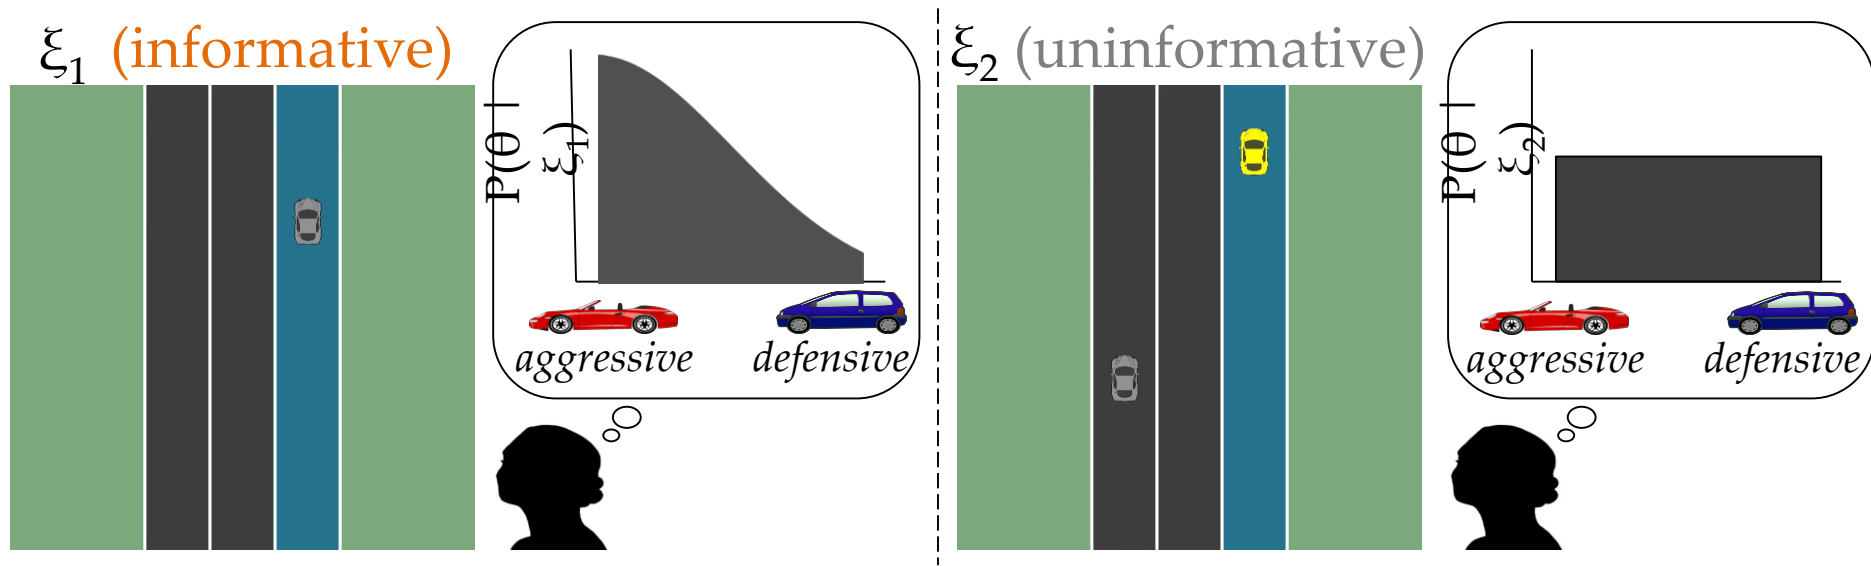 ξ1 (informative)
P(θ |
ξ1)
aggressive
defensive
ξ2 (uninformative)
P(θ |
ξ2)
aggressive
defensive